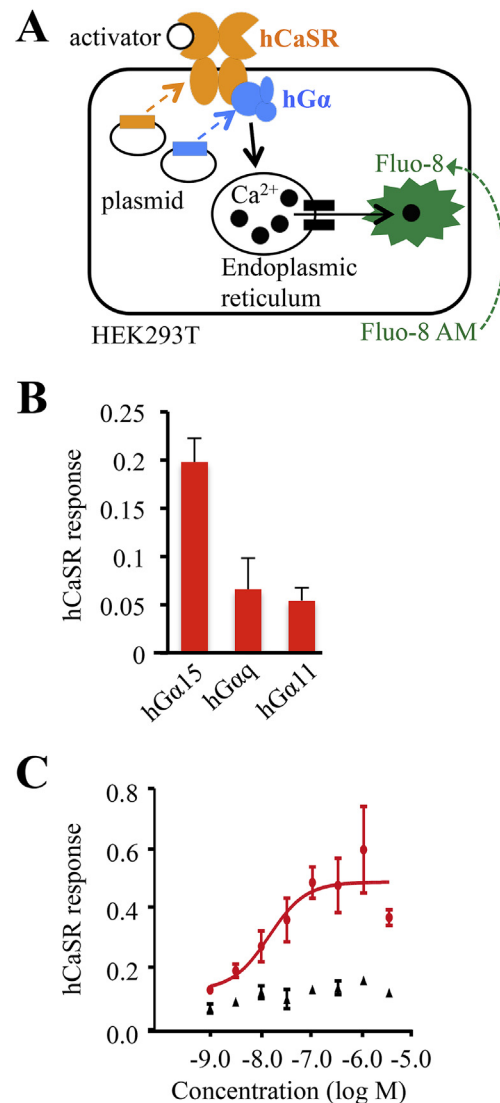 A
activator
hCaSR
hGα
plasmid
Ca2+
Fluo-8
Endoplasmic
reticulum
HEK293T
Fluo-8 AM
B
hCaSR response
0.25
0.2
0.15
0.1
0.05
0
hGα15
hGαq
hGα11
C
hCaSR response
0.8
0.6
0.4
0.2
0.0
-9.0 -8.0 -7.0 -6.0 -5.0
Concentration (log M)